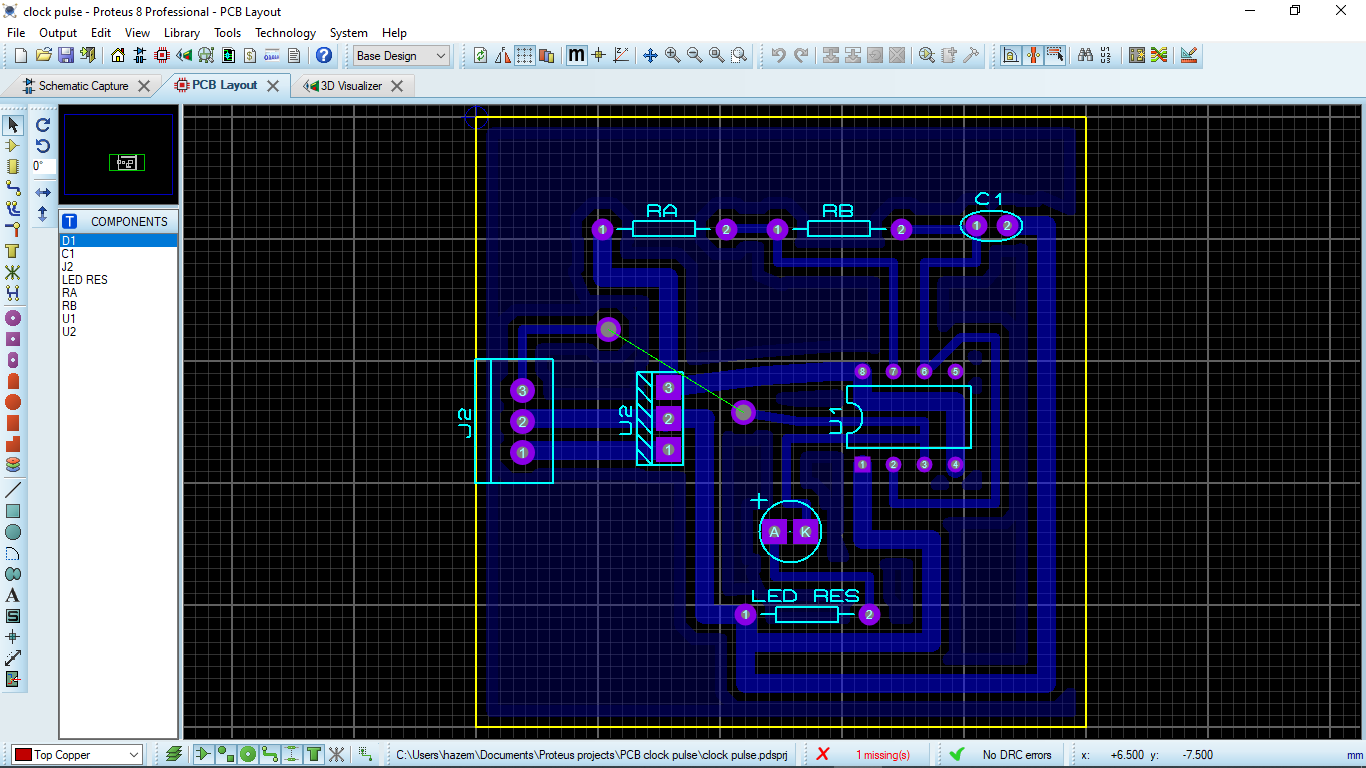 clock pulse - Proteus 8 Professional - PCB Layout
File Output Edit View Library Tools Technology System Help
Base Design
Schematic Capture PCB Layout 3D Visualizer
0°
T COMPONENTS
D1
C1
J2
LED RES
RA
RB
U1
U2
C1
RA RB
1 2 1 2 1 2
8 7 6 5
3 3
J2 2 U2 2 U1
1 1
1 2 3 4
+
A K
LED RES
1 2
Top Copper C:\Users\hazem\Documents\Proteus projects\PCB clock pulse\clock pulse.pdsprj 1 missing(s) No DRC errors x: +6.500 y: -7.500 mm